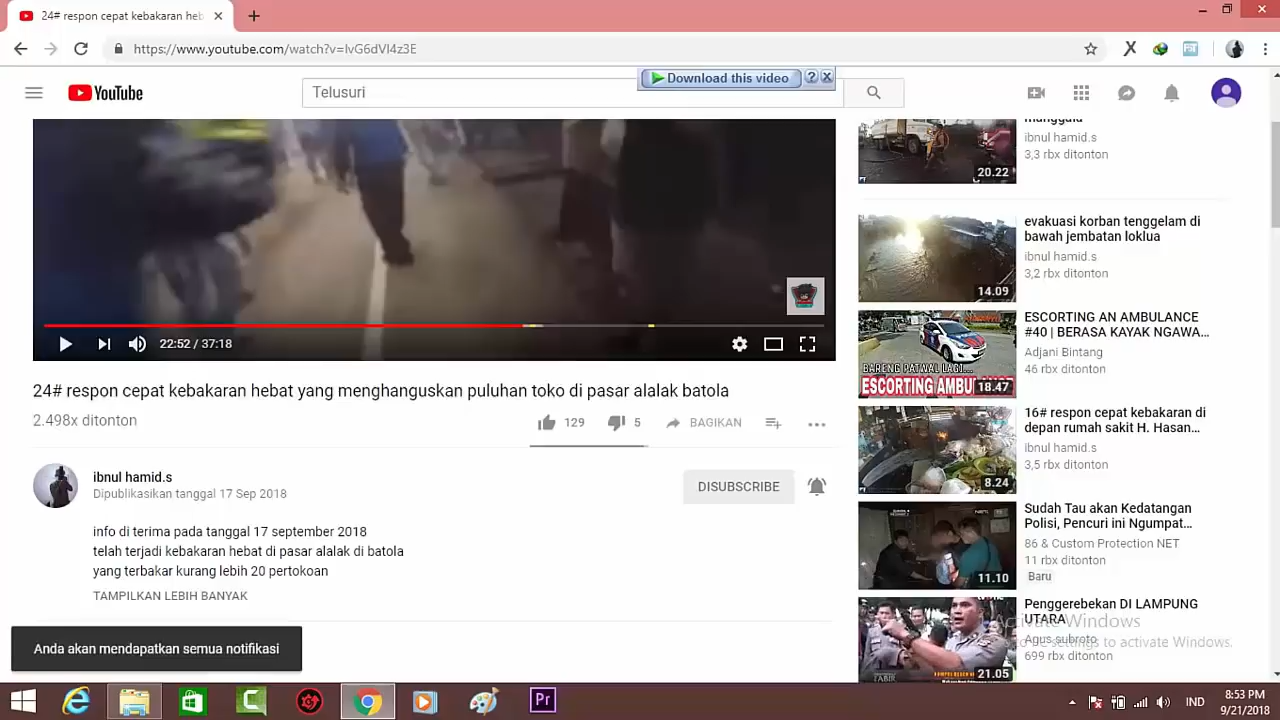 24# respon cepat kebakaran heb
https://www.youtube.com/watch?v=IvG6dVI4z3E
YouTube
Telusuri
Download this video
22:52 / 37:18
24# respon cepat kebakaran hebat yang menghanguskan puluhan toko di pasar alalak batola
2.498x ditonton
129
5
BAGIKAN
ibnul hamid.s
Dipublikasikan tanggal 17 Sep 2018
DISUBSCRIBE
info di terima pada tanggal 17 september 2018
telah terjadi kebakaran hebat di pasar alalak di batola
yang terbakar kurang lebih 20 pertokoan
TAMPILKAN LEBIH BANYAK
Anda akan mendapatkan semua notifikasi
manggala
ibnul hamid.s
3,3 rbx ditonton
20.22
evakuasi korban tenggelam di
bawah jembatan loklua
ibnul hamid.s
3,2 rbx ditonton
14.09
ESCORTING AN AMBULANCE
#40 | BERASA KAYAK NGAWA...
Adjani Bintang
46 rbx ditonton
BARENG PATWAL LAGI...
ESCORTING AMBU
18.47
16# respon cepat kebakaran di
depan rumah sakit H. Hasan...
ibnul hamid.s
3,5 rbx ditonton
8.24
Sudah Tau akan Kedatangan
Polisi, Pencuri ini Ngumpat...
86 & Custom Protection NET
11 rbx ditonton
Baru
11.10
Penggerebekan DI LAMPUNG
UTARA
Agus subroto
699 rbx ditonton
21.05
Activate Windows
to PC settings to activate Windows.
Pr
IND
8:53 PM
9/21/2018